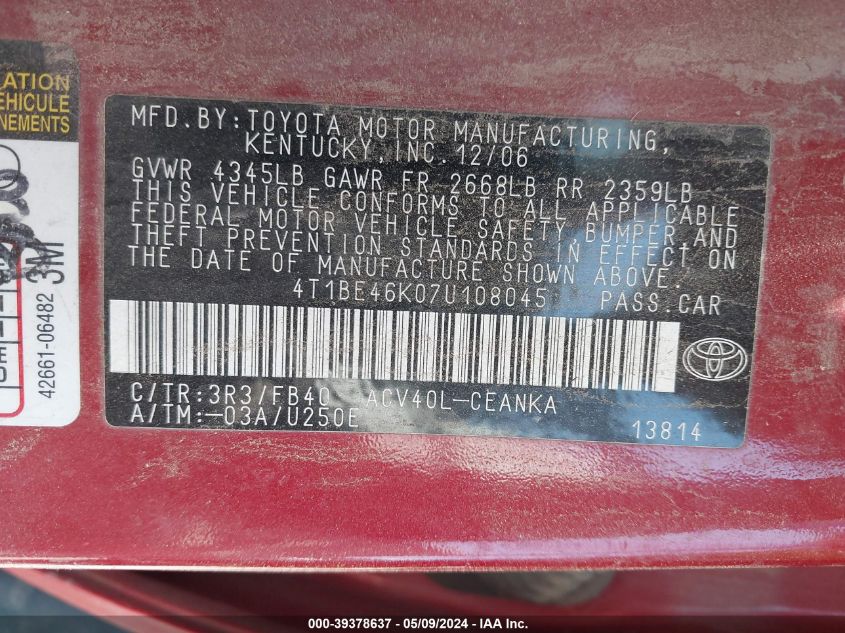 LATION
EHICULE
NEMENTS
3M
42661-06482
MFD.BY:TOYOTA MOTOR MANUFACTURING,
KENTUCKY,INC.12/06
GVWR 4345LB GAWR FR 2668LB RR 2359LB
THIS VEHICLE CONFORMS TO ALL APPLICABLE
FEDERAL MOTOR VEHICLE SAFETY,BUMPER,AND
THEFT PREVENTION STANDARDS IN EFFECT ON
THE DATE OF MANUFACTURE SHOWN ABOVE.
4T1BE46K07U108045 PASS.CAR
C/TR:3R3/FB40 ACV40L-CEANKA
A/TM:-03A/U250E 13814
000-39378637 - 05/09/2024 - IAA Inc.